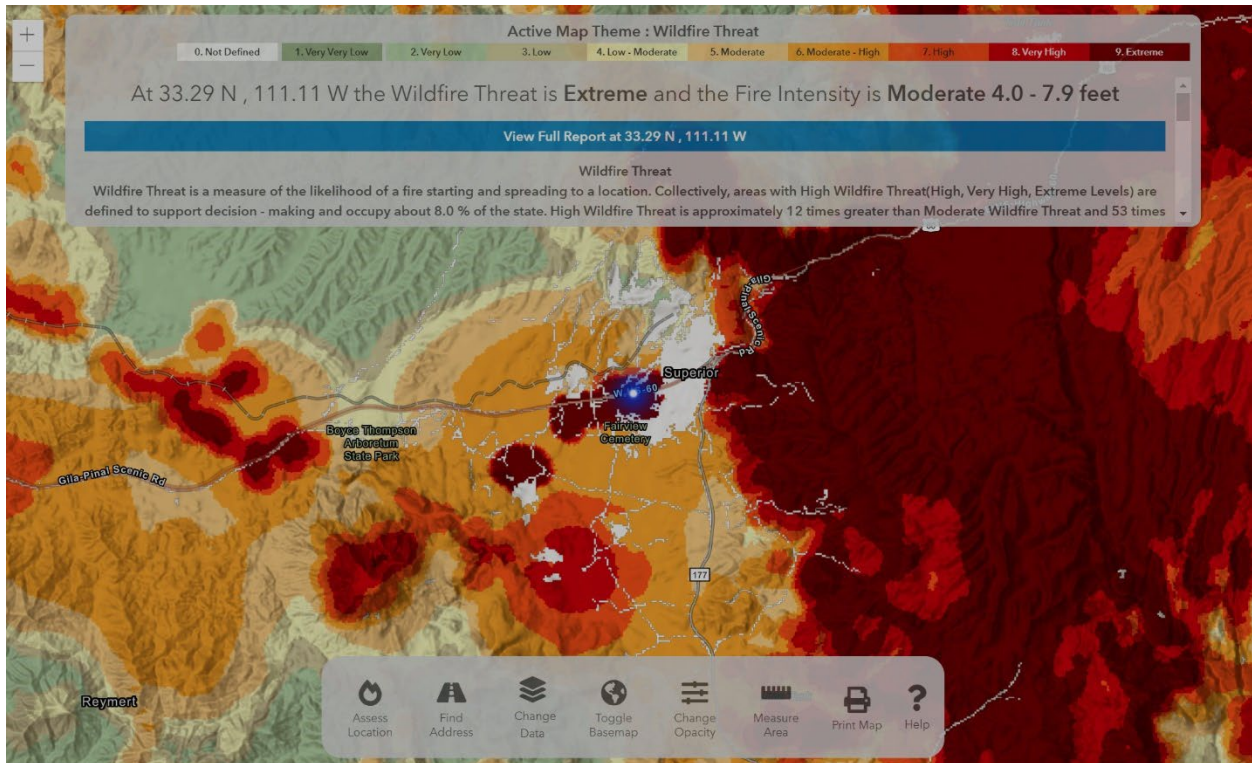 +
−
Active Map Theme : Wildfire Threat
0. Not Defined 1. Very Very Low 2. Very Low 3. Low 4. Low - Moderate 5. Moderate 6. Moderate - High 7. High 8. Very High 9. Extreme
At 33.29 N , 111.11 W the Wildfire Threat is Extreme and the Fire Intensity is Moderate 4.0 - 7.9 feet
View Full Report at 33.29 N , 111.11 W
Wildfire Threat
Wildfire Threat is a measure of the likelihood of a fire starting and spreading to a location. Collectively, areas with High Wildfire Threat(High, Very High, Extreme Levels) are
defined to support decision - making and occupy about 8.0 % of the state. High Wildfire Threat is approximately 12 times greater than Moderate Wildfire Threat and 53 times
60
Gila-Pinal Scenic Rd
Superior
W. US-60
Fairview
Cemetery
Boyce Thompson
Arboretum
State Park
Gila-Pinal Scenic Rd
177
Reymert
Assess
Location
Find
Address
Change
Data
Toggle
Basemap
Change
Opacity
Measure
Area
Print Map
?
Help